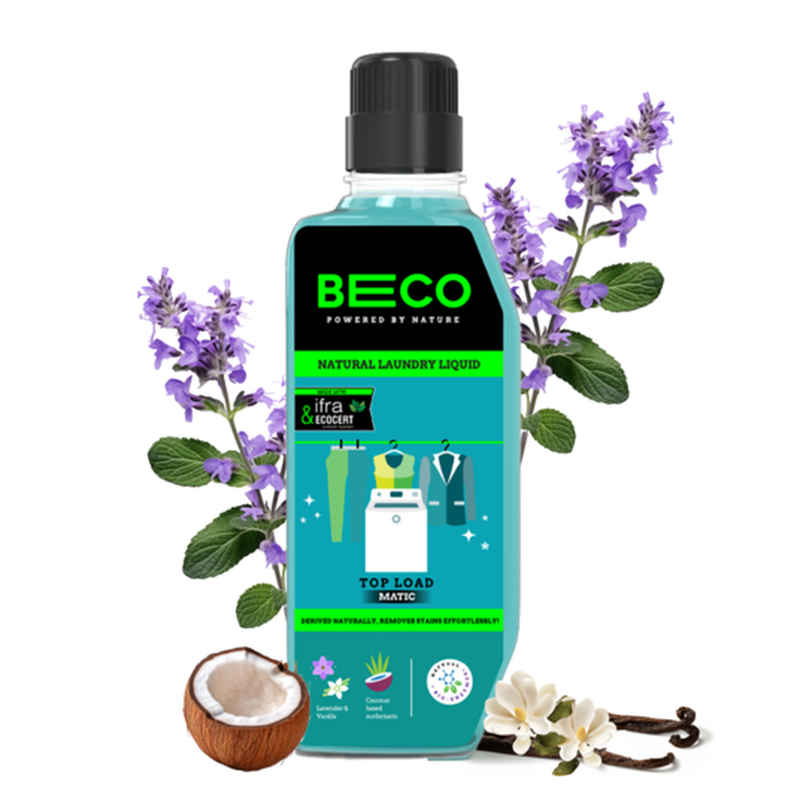 BECO
POWERED BY NATURE
NATURAL LAUNDRY LIQUID
ifra
& ECOCERT
TOP LOAD
MATIC
DERIVED NATURALLY, REMOVES STAINS EFFORTLESSLY!
Lavender &
Vanilla
Coconut
based
surfactants